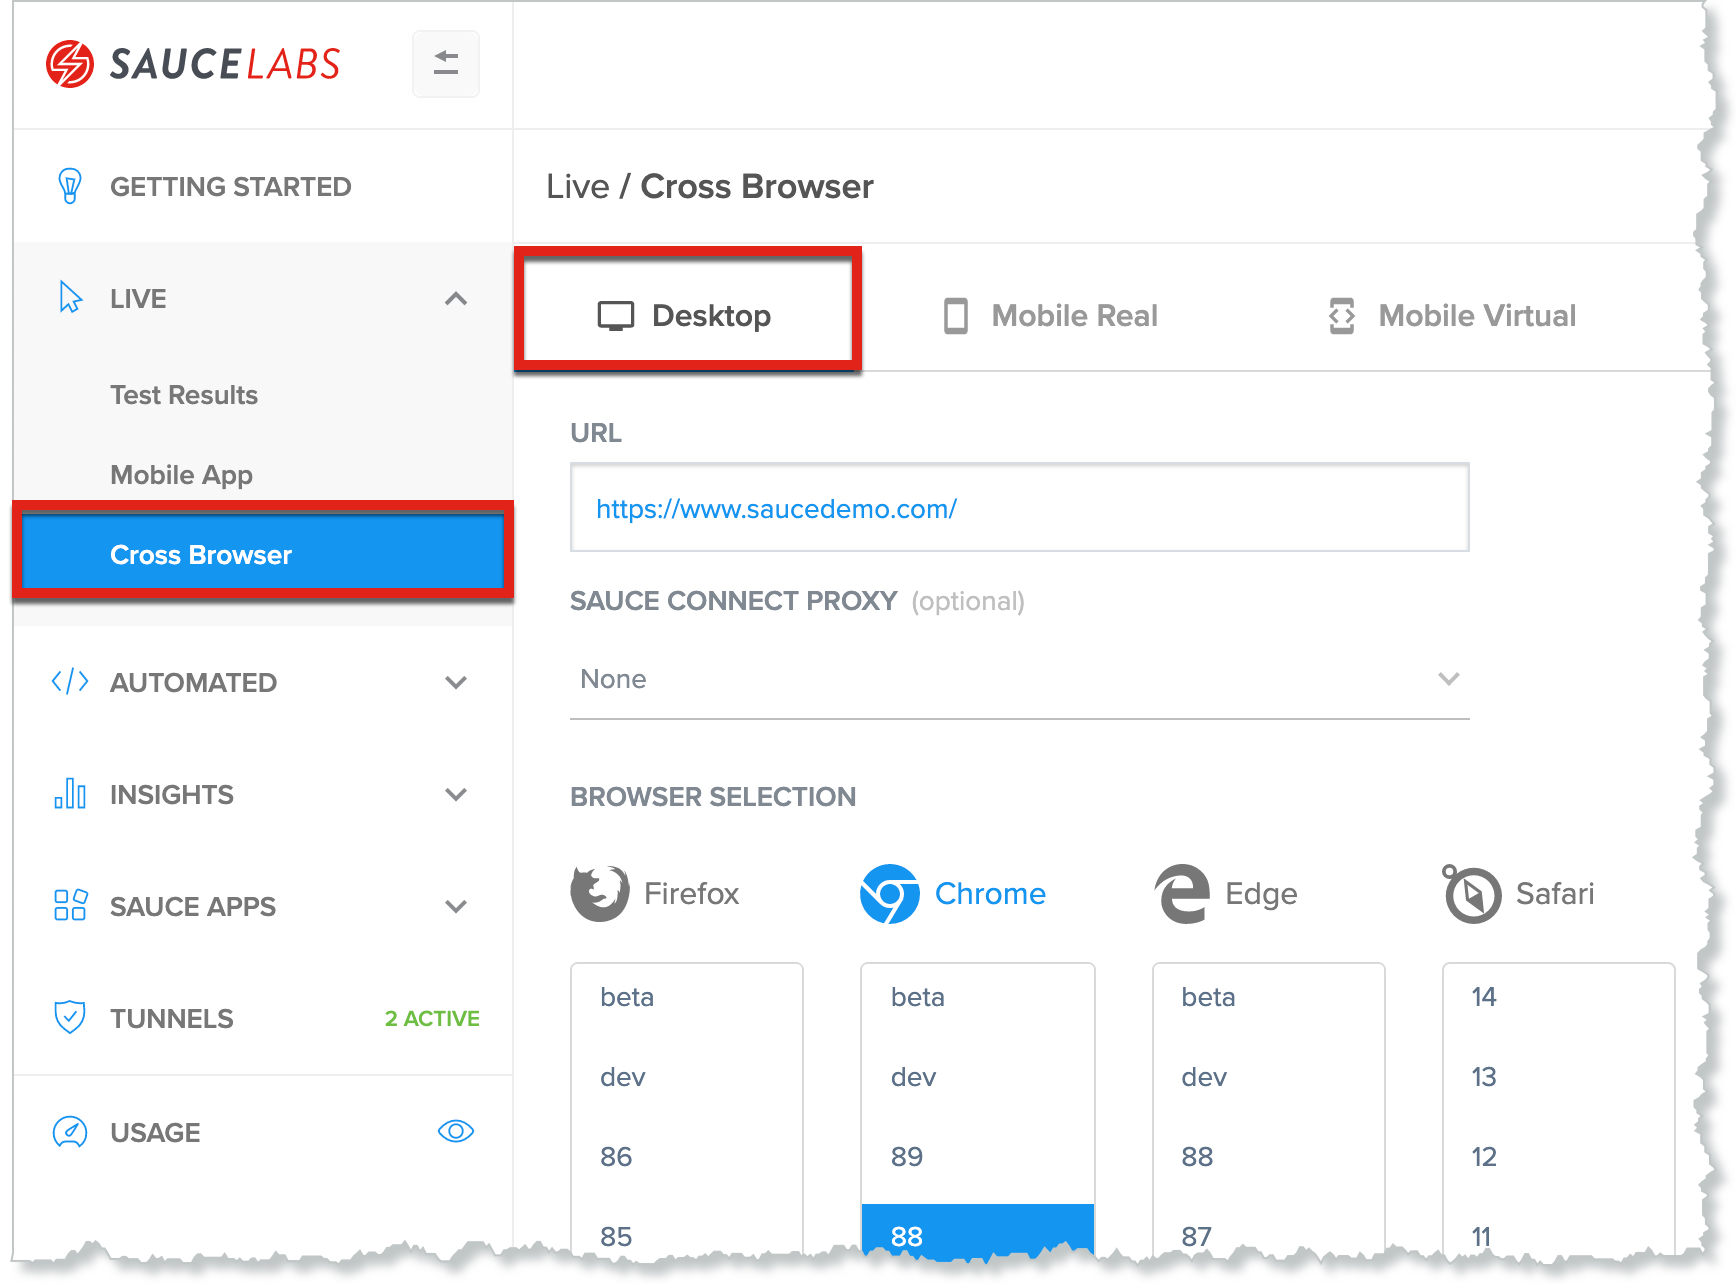 SAUCELABS
GETTING STARTED
LIVE
Test Results
Mobile App
Cross Browser
AUTOMATED
INSIGHTS
SAUCE APPS
TUNNELS 2 ACTIVE
USAGE
Live / Cross Browser
Desktop Mobile Real Mobile Virtual
URL
https://www.saucedemo.com/
SAUCE CONNECT PROXY (optional)
None
BROWSER SELECTION
Firefox Chrome Edge Safari
beta beta beta 14
dev dev dev 13
86 89 88 12
85 88 87 11